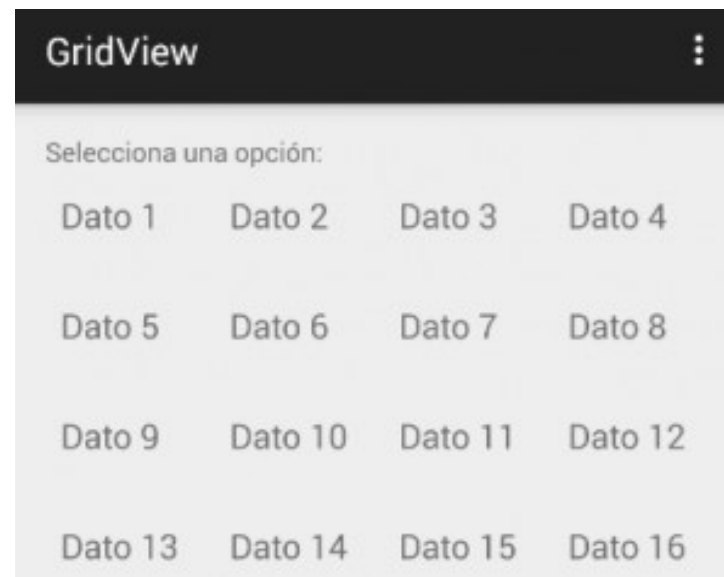 GridView
Selecciona una opción:
Dato 1 Dato 2 Dato 3 Dato 4
Dato 5 Dato 6 Dato 7 Dato 8
Dato 9 Dato 10 Dato 11 Dato 12
Dato 13 Dato 14 Dato 15 Dato 16